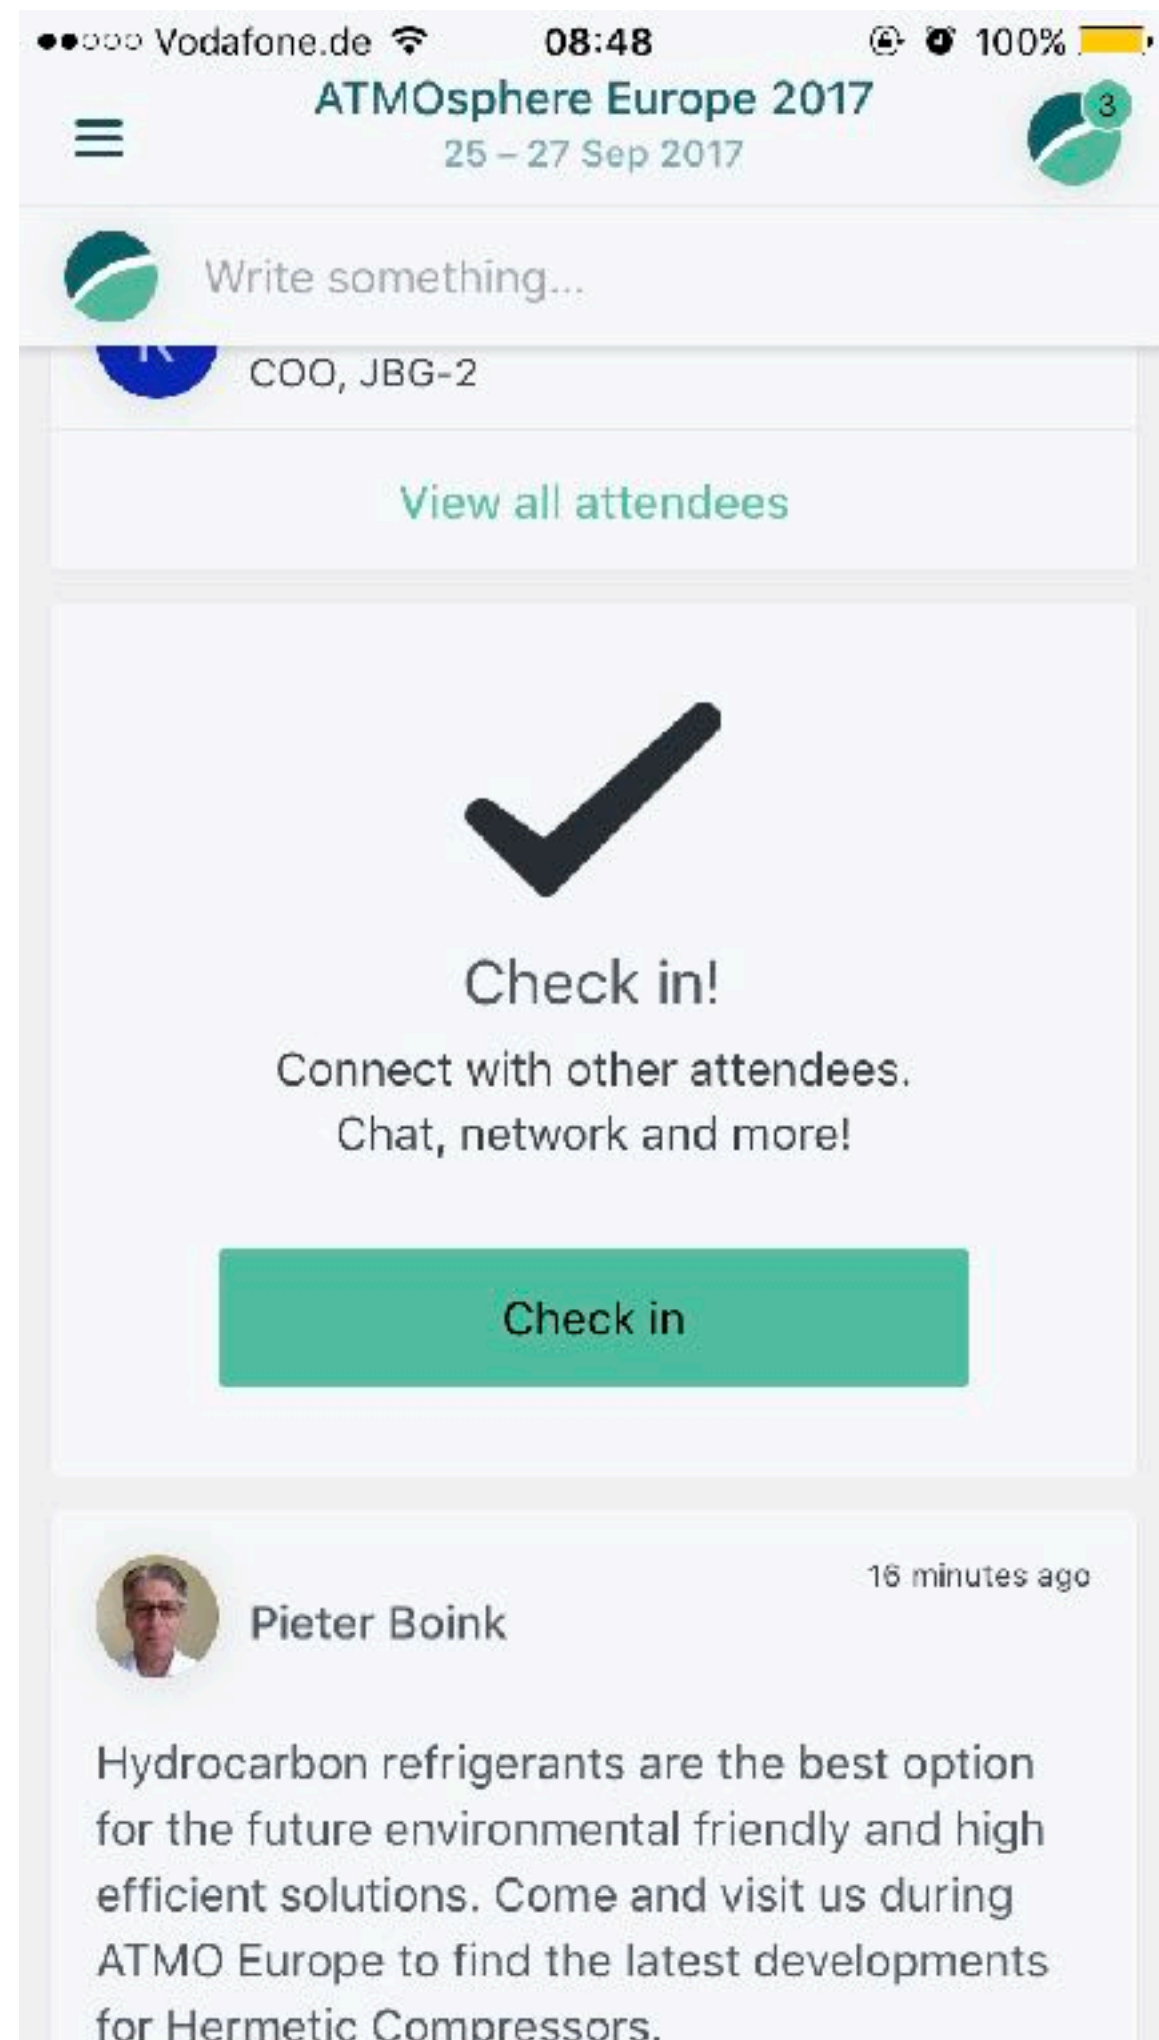 Vodafone.de 08:48 100%
ATMOsphere Europe 2017
3
25 – 27 Sep 2017
Write something...
COO, JBG-2
View all attendees
Check in!
Connect with other attendees.
Chat, network and more!
Check in
16 minutes ago
Pieter Boink
Hydrocarbon refrigerants are the best option
for the future environmental friendly and high
efficient solutions. Come and visit us during
ATMO Europe to find the latest developments
for Hermetic Compressors.